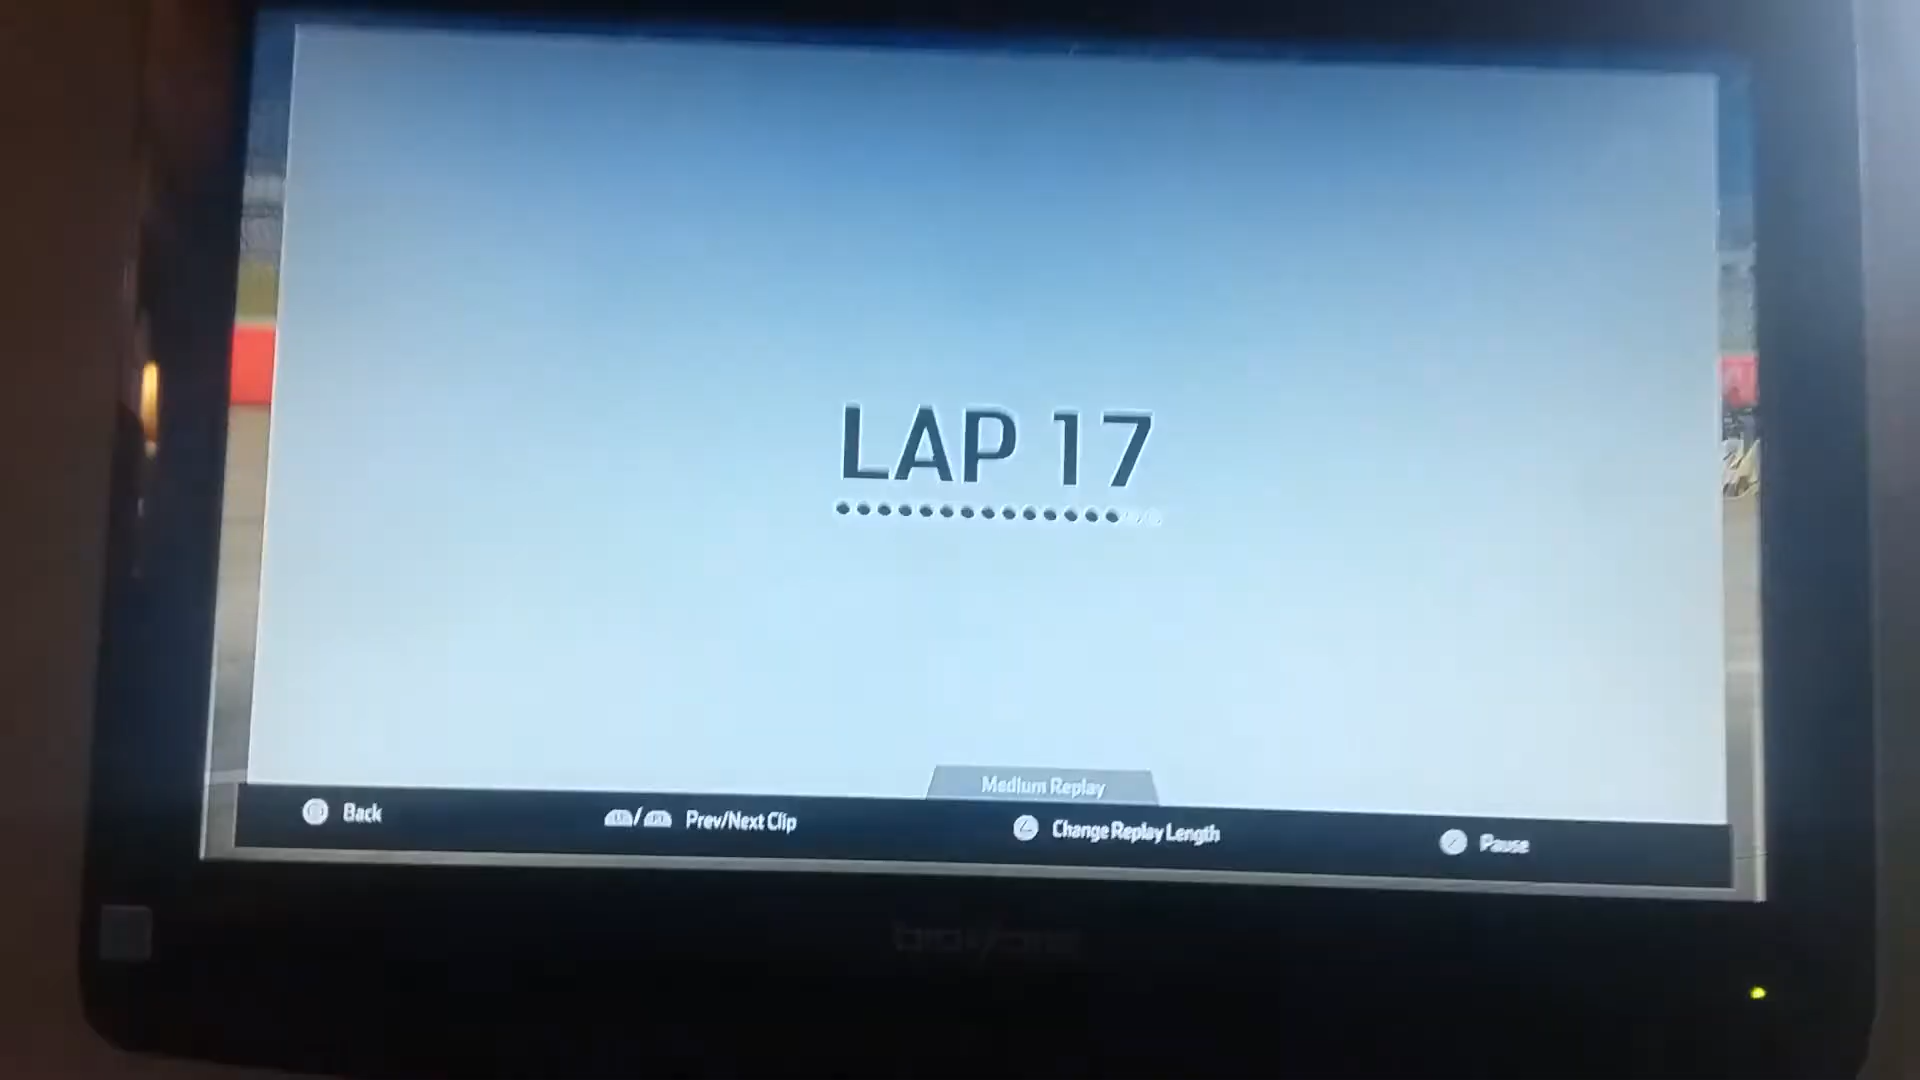 LAP 17
Medium Replay
Back
Prev/Next Clip
Change Replay Length
Pause